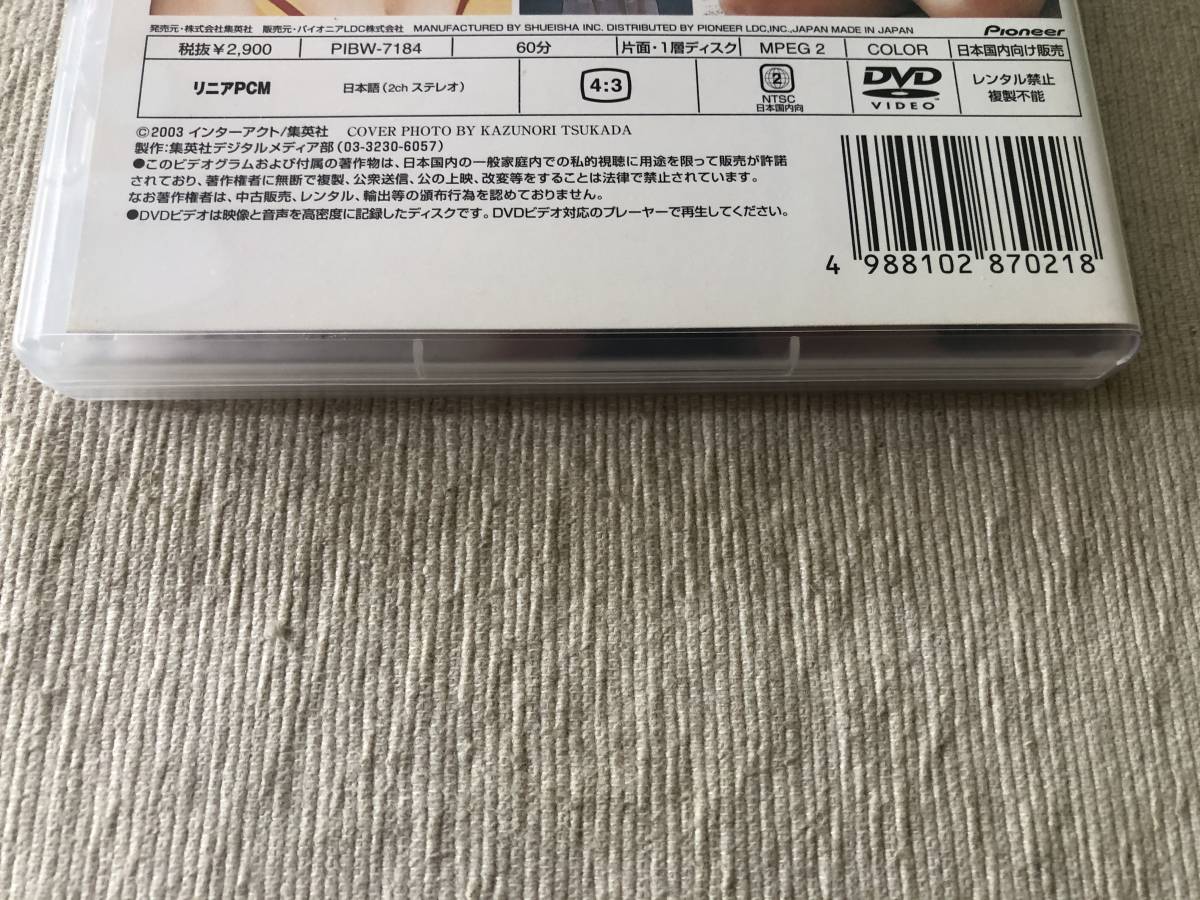 発売元・株式会社集英社 販売元・パイオニアLDC株式会社 MANUFACTURED BY SHUEISHA INC. DISTRIBUTED BY PIONEER LDC,INC.,JAPAN MADE IN JAPAN Pioneer
税抜¥2,900 PIBW-7184 60分 片面・1層ディスク MPEG 2 COLOR 日本国内向け販売
リニアPCM 日本語(2ch ステレオ) 4:3 2 NTSC 日本国内向 DVD VIDEO レンタル禁止 複製不能
©2003 インターアクト/集英社 COVER PHOTO BY KAZUNORI TSUKADA
製作:集英社デジタルメディア部(03-3230-6057)
●このビデオグラムおよび付属の著作物は、日本国内の一般家庭内での私的視聴に用途を限って販売が許諾
されており、著作権者に無断で複製、公衆送信、公の上映、改変等をすることは法律で禁止されています。
なお著作権者は、中古販売、レンタル、輸出等の頒布行為を認めておりません。
●DVDビデオは映像と音声を高密度に記録したディスクです。DVDビデオ対応のプレーヤーで再生してください。
4 988102 870218